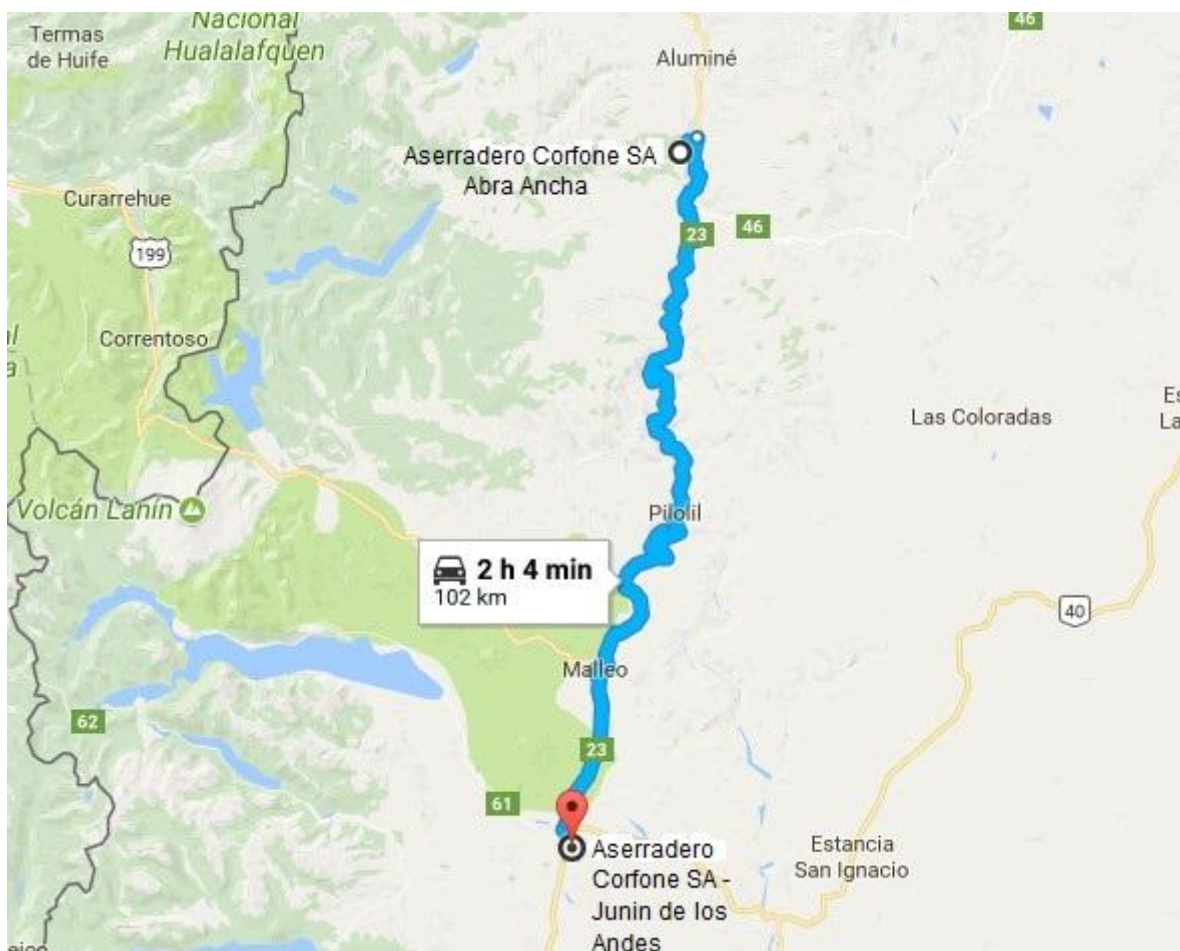 Nacional
Hualalafquen
Termas
de Huife
46
Aluminé
Aserradero Corfone SA
Abra Ancha
Curarrehue
199
23
46
Correntoso
Las Coloradas
Volcán Lanín
Pilolil
2 h 4 min
102 km
40
Malleo
62
23
61
Estancia
San Ignacio
Aserradero
Corfone SA -
Junin de los
Andes